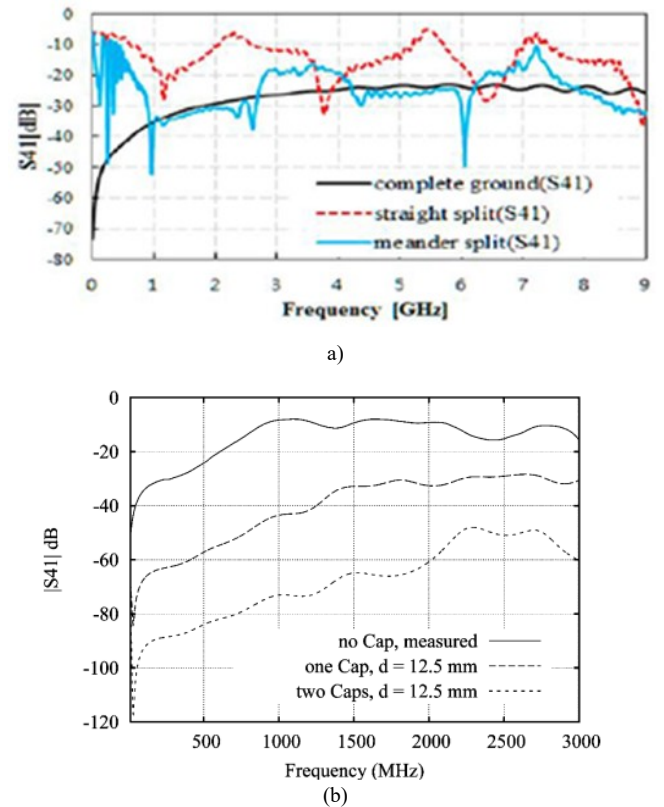 0
-10
-20
-30
-40
-50
-60
-70
-80
S41[dB]
complete ground(S41)
straight split(S41)
meander split(S41)
0 1 2 3 4 5 6 7 8 9
Frequency [GHz]
a)
0
-20
-40
-60
-80
-100
-120
|S41| dB
no Cap, measured
one Cap, d = 12.5 mm
two Caps, d = 12.5 mm
500 1000 1500 2000 2500 3000
Frequency (MHz)
(b)